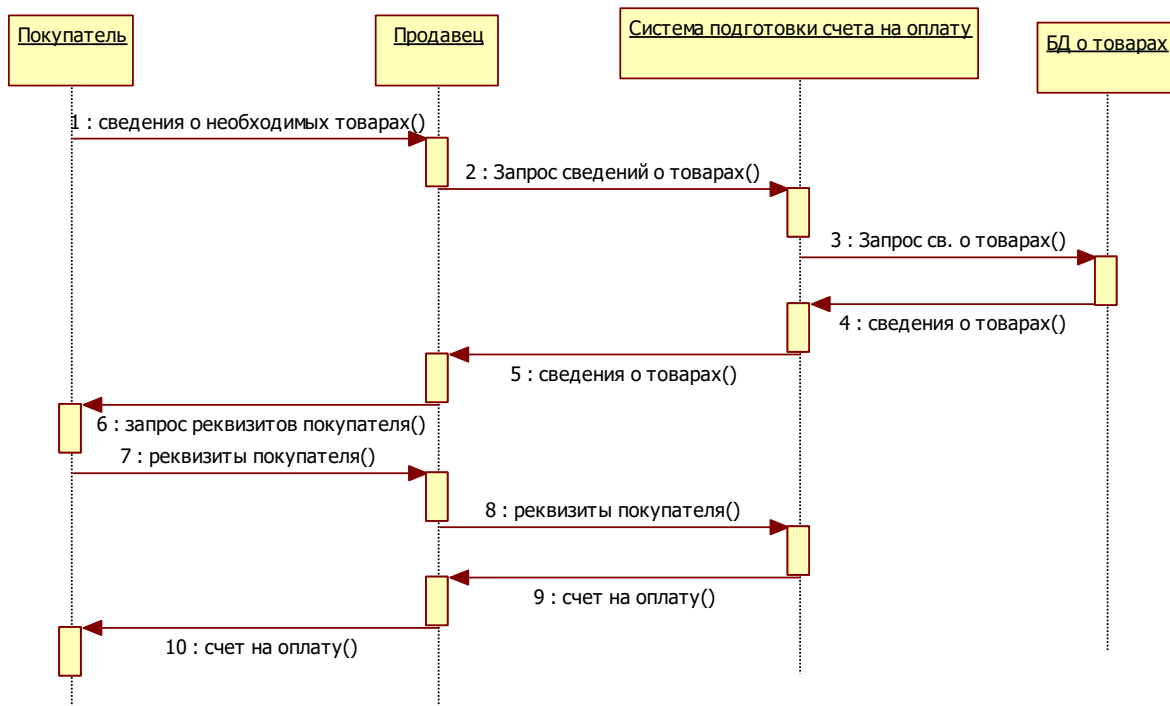 Покупатель
Продавец
Система подготовки счета на оплату
БД о товарах
1 : сведения о необходимых товарах()
2 : Запрос сведений о товарах()
3 : Запрос св. о товарах()
4 : сведения о товарах()
5 : сведения о товарах()
6 : запрос реквизитов покупателя()
7 : реквизиты покупателя()
8 : реквизиты покупателя()
9 : счет на оплату()
10 : счет на оплату()